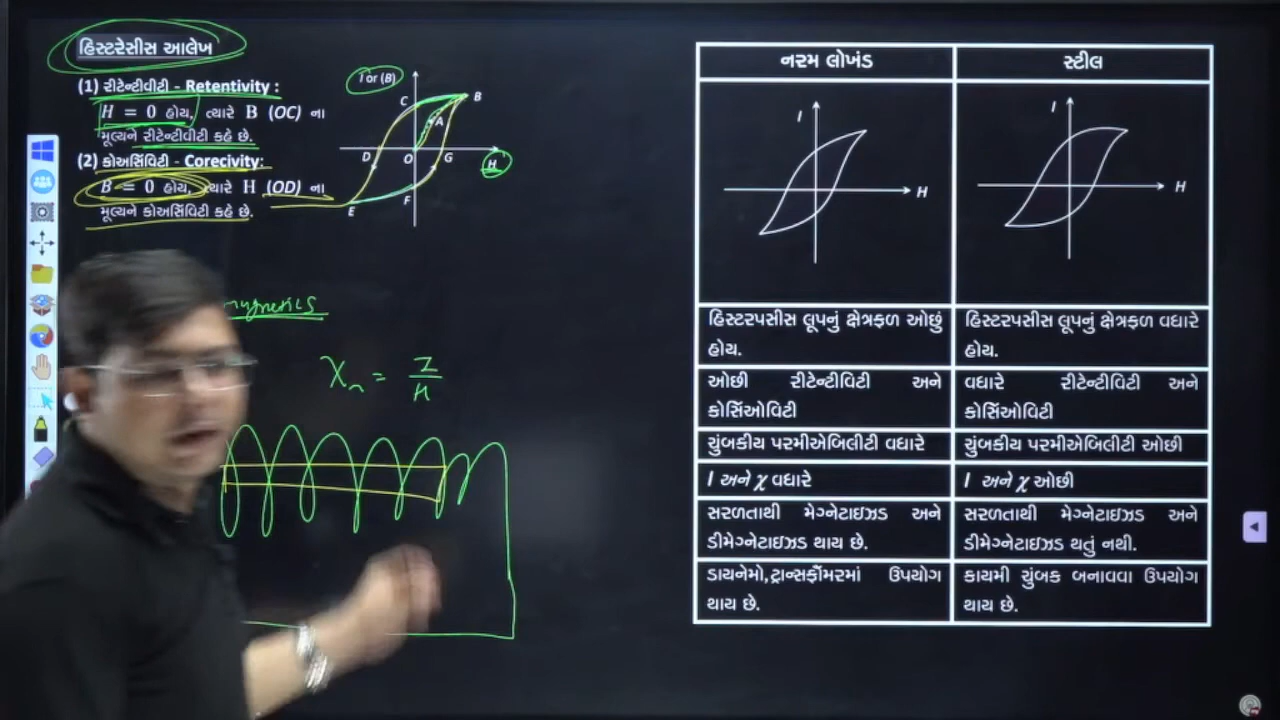 હિસ્ટરેસીસ આલેખ
(1) રીટેન્ટીવીટી - Retentivity :
H = 0 હોય, ત્યારે B (OC) ના
મૂલ્યને રીટેન્ટીવીટી કહે છે.
(2) કોઅર્સિવિટી - Corecivity:
(B = 0 હોય, ત્યારે H (OD) ના
મૂલ્યને કોઅર્સિવિટી કહે છે.
I or (B)
C
B
A
D
O
G
H
E
F
magnetics
χm = I/H
નરમ લોખંડ
સ્ટીલ
I
H
I
H
હિસ્ટરપસીસ લૂપનું ક્ષેત્રફળ ઓછું
હોય.
હિસ્ટરપસીસ લૂપનું ક્ષેત્રફળ વધારે
હોય.
ઓછી રીટેન્ટીવિટી અને
કોર્સિઓવિટી
વધારે રીટેન્ટીવિટી અને
કોર્સિઓવિટી
ચુંબકીય પરમીએબિલીટી વધારે
ચુંબકીય પરમીએબિલીટી ઓછી
I અને χ વધારે
I અને χ ઓછી
સરળતાથી મેગ્નેટાઇઝડ અને
ડીમેગ્નેટાઇઝડ થાય છે.
સરળતાથી મેગ્નેટાઇઝડ અને
ડીમેગ્નેટાઇઝડ થતું નથી.
ડાયનેમો,ટ્રાન્સફૉંમરમાં ઉપયોગ
થાય છે.
કાયમી ચુંબક બનાવવા ઉપયોગ
થાય છે.